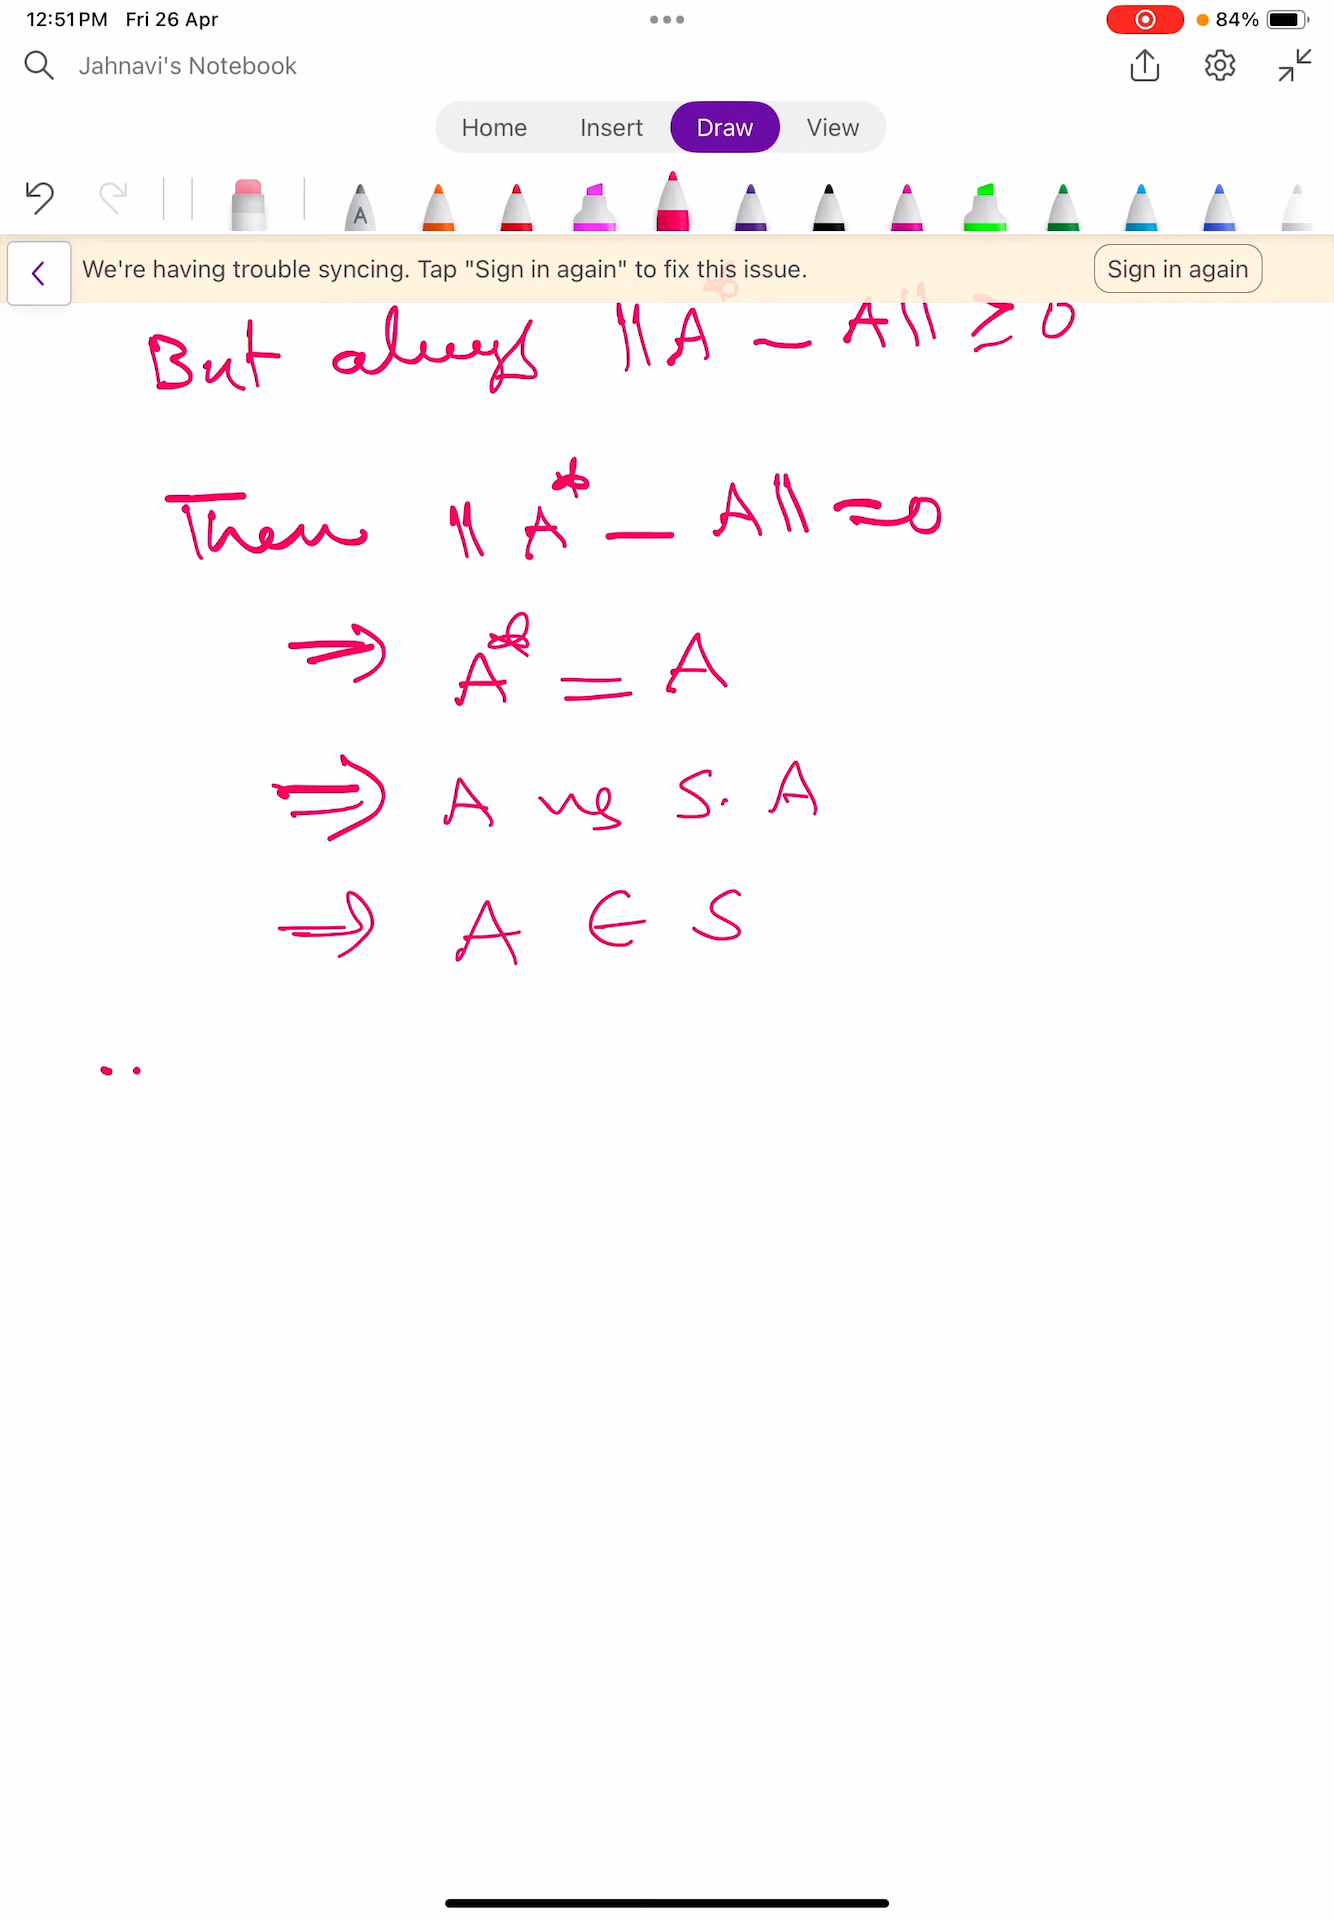 12:51 PM Fri 26 Apr 84%
Jahnavi's Notebook
Home Insert Draw View
A
We're having trouble syncing. Tap "Sign in again" to fix this issue. Sign in again
But always ||A* - A|| ≥ 0
Then ||A* - A|| = 0
⇒ A* = A
⇒ A is S. A
⇒ A ∈ S